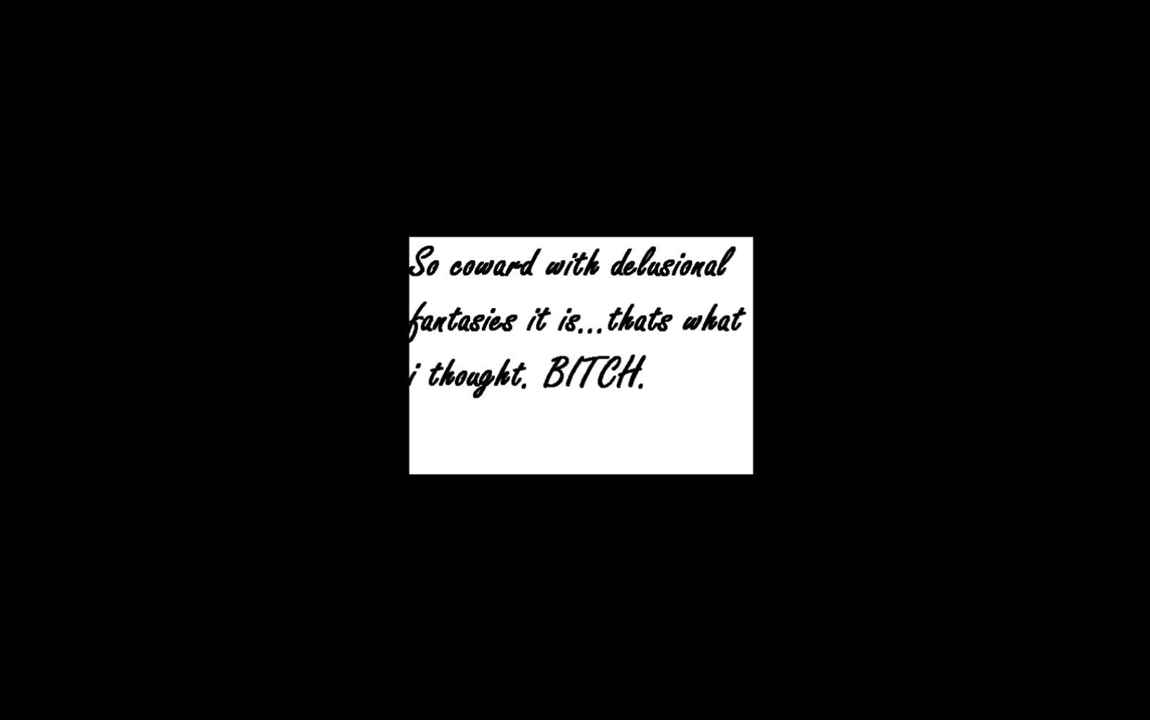 So coward with delusional
fantasies it is...thats what
i thought. BITCH.